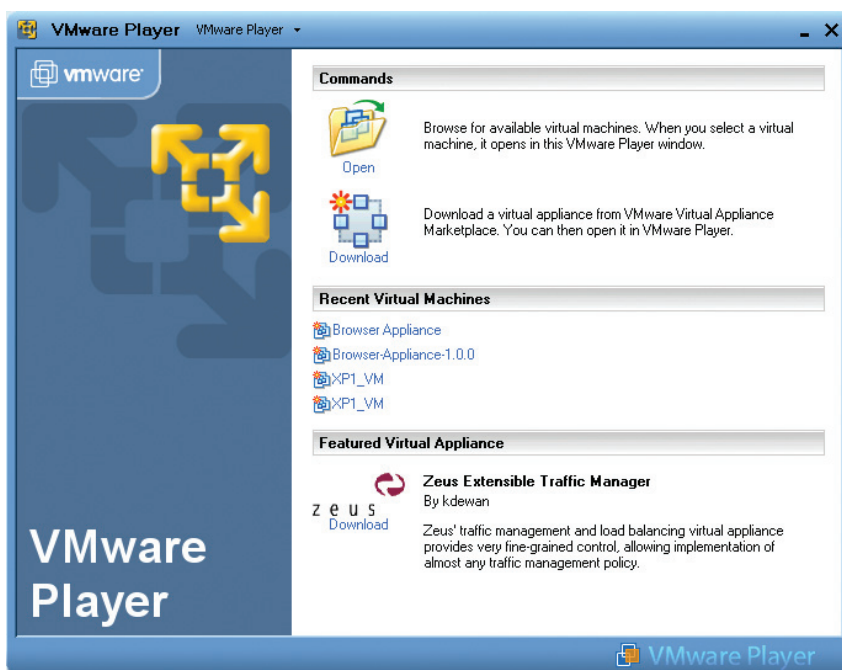 VMware Player VMware Player
vmware
Commands
Open
Browse for available virtual machines. When you select a virtual
machine, it opens in this VMware Player window.
Download
Download a virtual appliance from VMware Virtual Appliance
Marketplace. You can then open it in VMware Player.
Recent Virtual Machines
Browser Appliance
Browser-Appliance-1.0.0
XP1_VM
XP1_VM
Featured Virtual Appliance
zeus
Download
Zeus Extensible Traffic Manager
By kdewan
Zeus' traffic management and load balancing virtual appliance
provides very fine-grained control, allowing implementation of
almost any traffic management policy.
VMware
Player
VMware Player